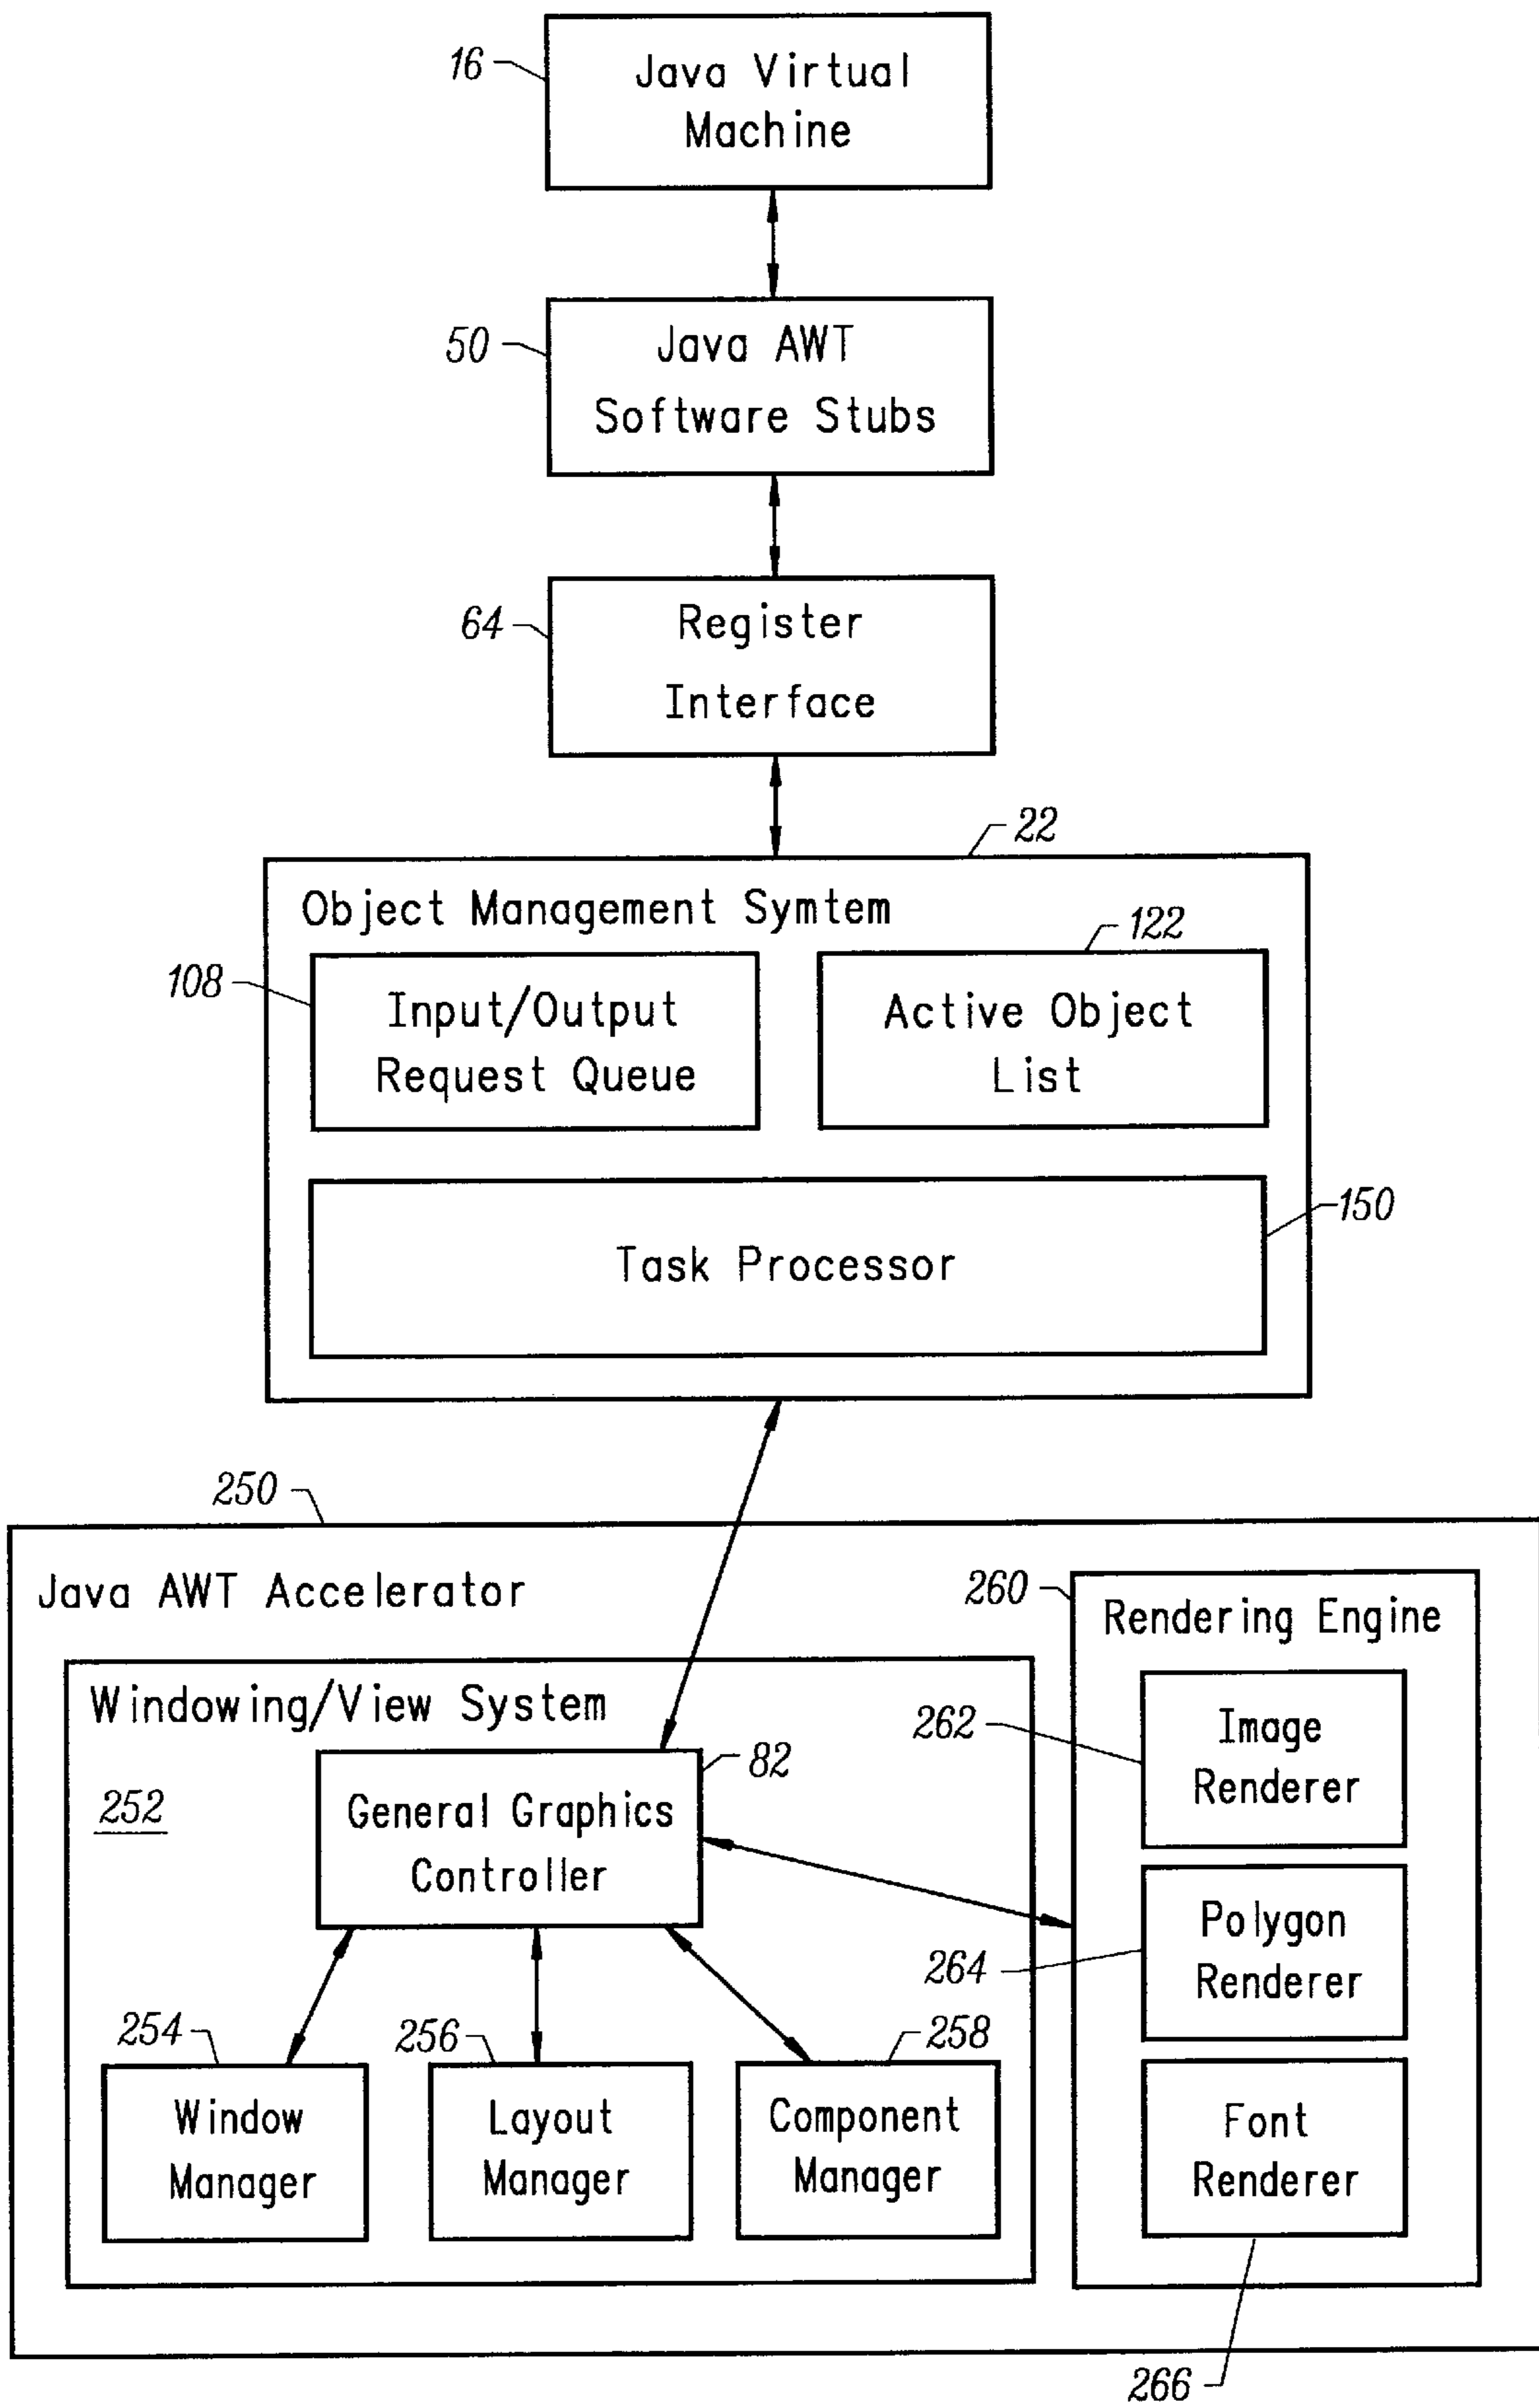 16
Java Virtual
Machine
50
Java AWT
Software Stubs
64
Register
Interface
22
Object Management Symtem
108
Input/Output
Request Queue
122
Active Object
List
150
Task Processor
250
Java AWT Accelerator
Windowing/View System
252
82
General Graphics
Controller
254
Window
Manager
256
Layout
Manager
258
Component
Manager
260
Rendering Engine
262
Image
Renderer
264
Polygon
Renderer
Font
Renderer
266